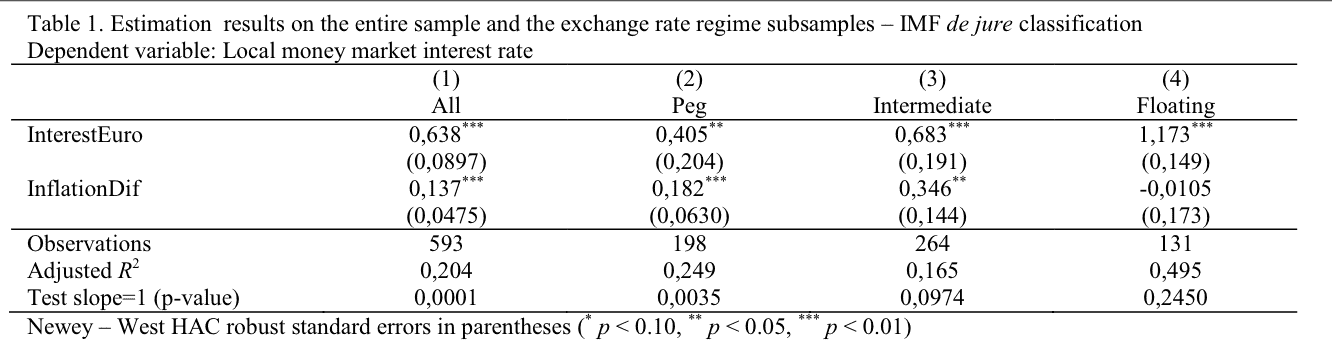 Table 1. Estimation results on the entire sample and the exchange rate regime subsamples – IMF de jure classification
Dependent variable: Local money market interest rate
(1) (2) (3) (4)
All Peg Intermediate Floating
InterestEuro 0,638*** 0,405** 0,683*** 1,173***
(0,0897) (0,204) (0,191) (0,149)
InflationDif 0,137*** 0,182*** 0,346** -0,0105
(0,0475) (0,0630) (0,144) (0,173)
Observations 593 198 264 131
Adjusted R² 0,204 0,249 0,165 0,495
Test slope=1 (p-value) 0,0001 0,0035 0,0974 0,2450
Newey – West HAC robust standard errors in parentheses (* p < 0.10, ** p < 0.05, *** p < 0.01)